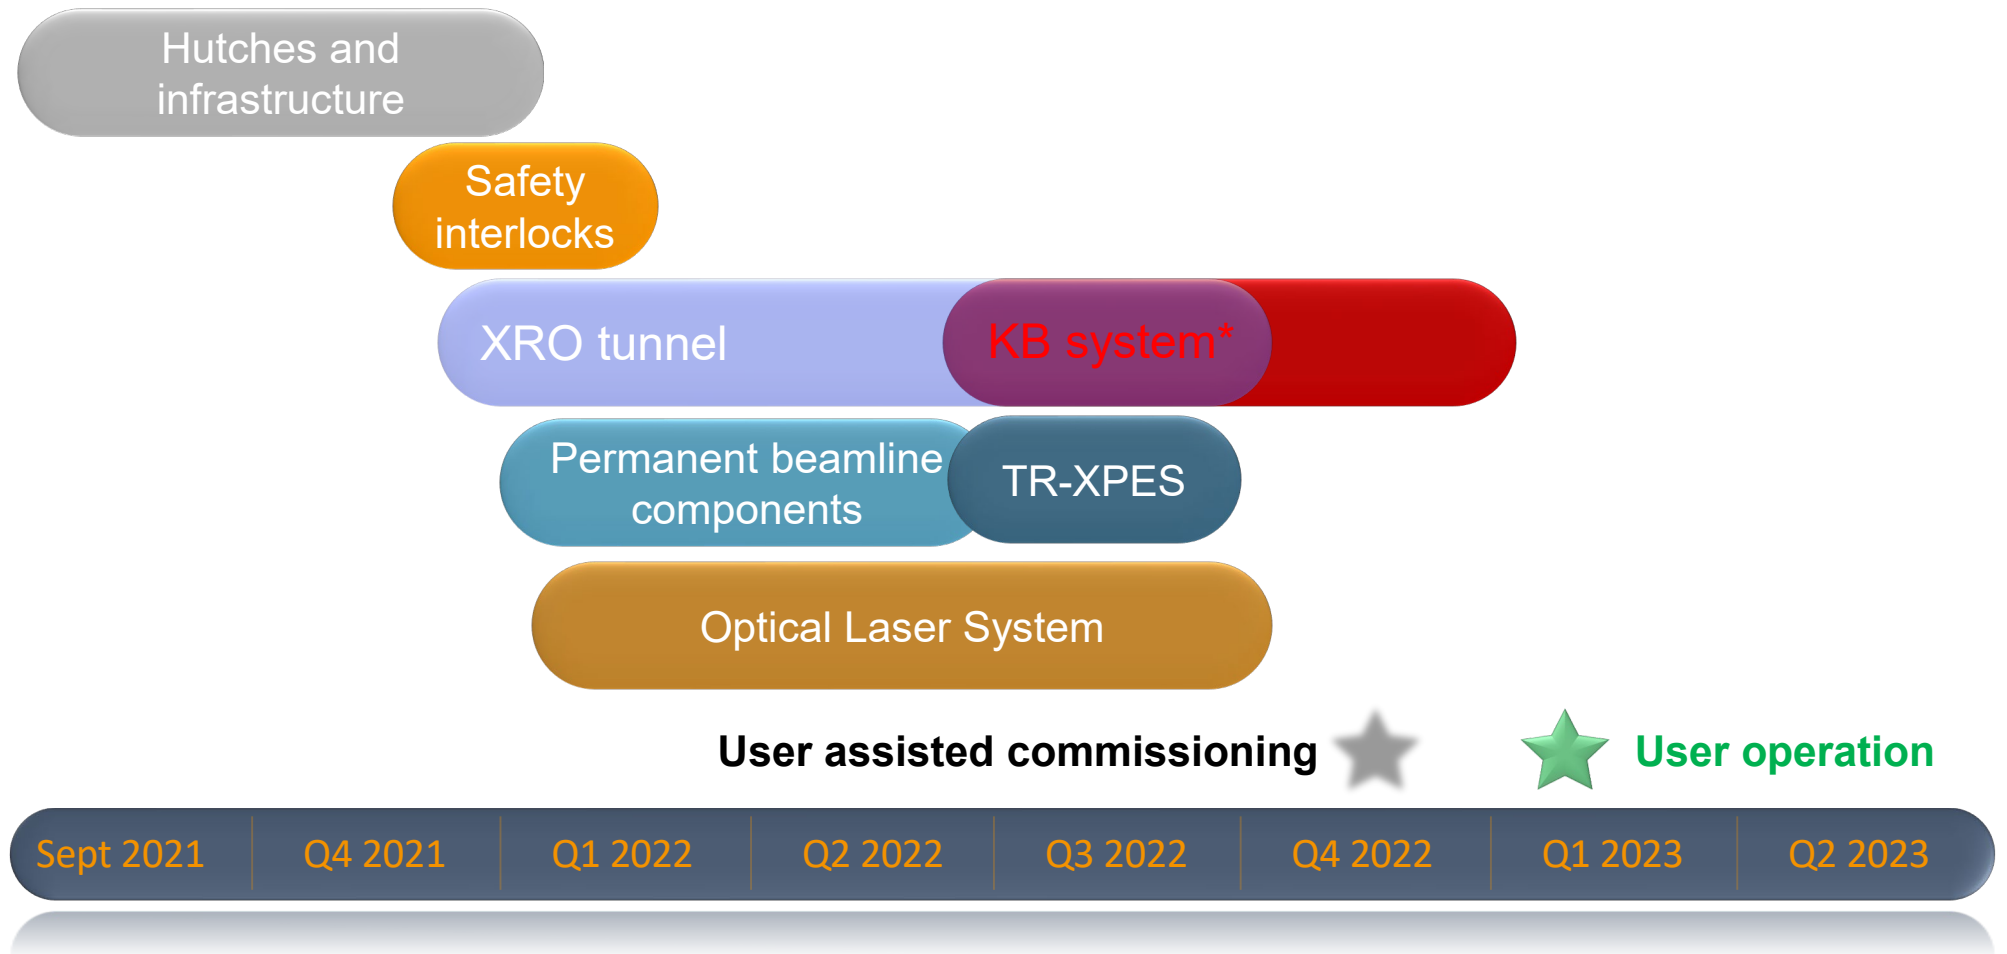 Hutches and
infrastructure
Safety
interlocks
XRO tunnel
KB system*
Permanent beamline
components
TR-XPES
Optical Laser System
User assisted commissioning
User operation
Sept 2021
Q4 2021
Q1 2022
Q2 2022
Q3 2022
Q4 2022
Q1 2023
Q2 2023